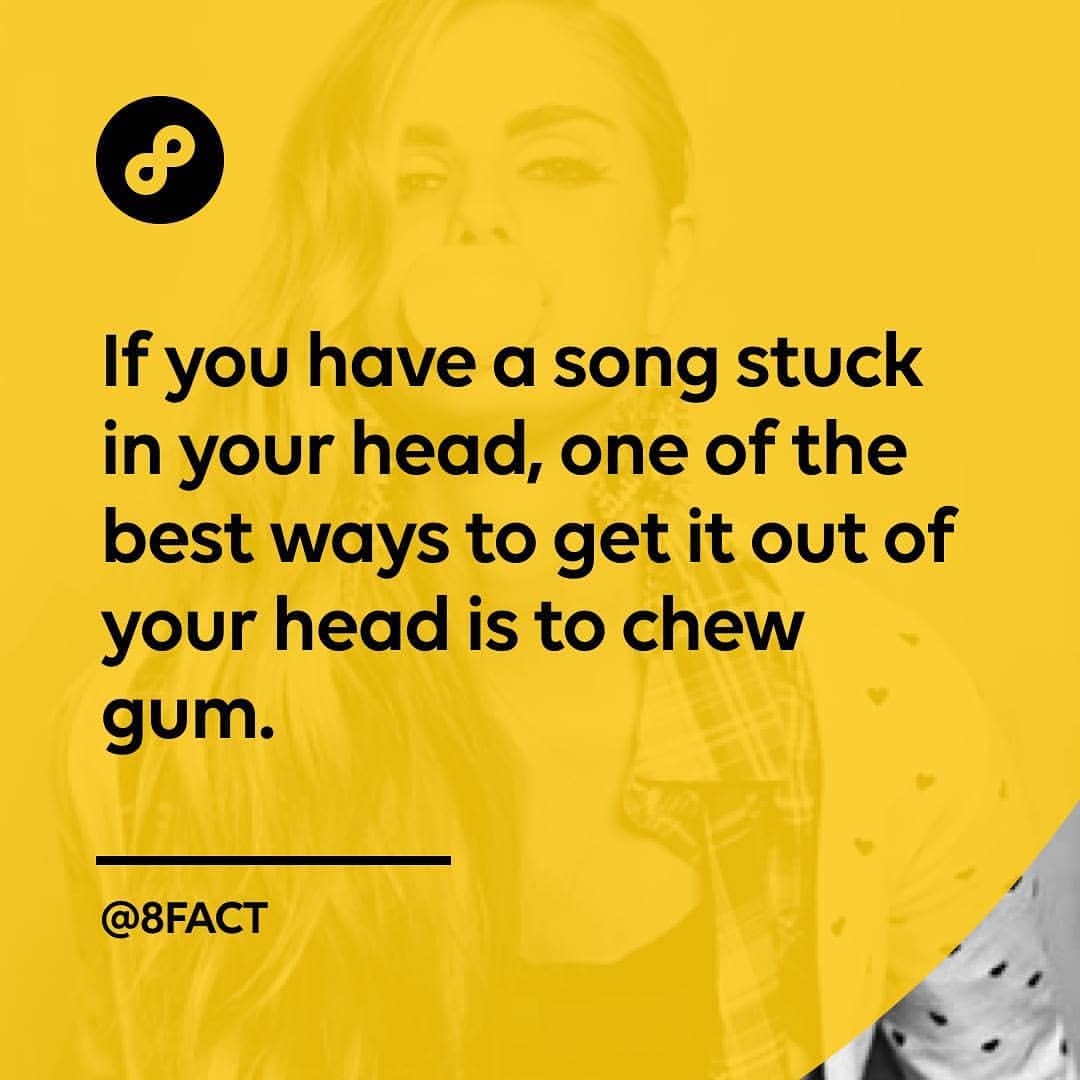 If you have a song stuck
in your head, one of the
best ways to get it out of
your head is to chew
gum.
@8FACT